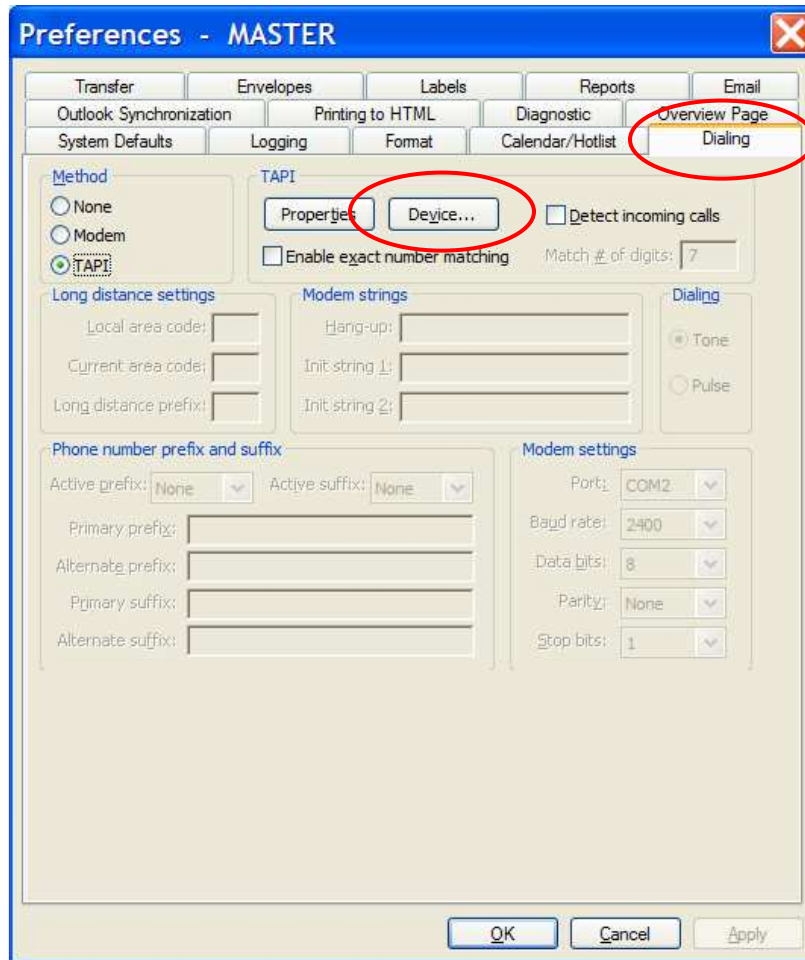 Preferences - MASTER
Transfer Envelopes Labels Reports Email
Outlook Synchronization Printing to HTML Diagnostic Overview Page
System Defaults Logging Format Calendar/Hotlist Dialing
Method
None
Modem
TAPI
TAPI
Properties Device... Detect incoming calls
Enable exact number matching Match # of digits: 7
Long distance settings
Local area code:
Current area code:
Long distance prefix:
Modem strings
Hang-up:
Init string 1:
Init string 2:
Dialing
Tone
Pulse
Phone number prefix and suffix
Active prefix: None Active suffix: None
Primary prefix:
Alternate prefix:
Primary suffix:
Alternate suffix:
Modem settings
Port: COM2
Baud rate: 2400
Data bits: 8
Parity: None
Stop bits: 1
OK Cancel Apply